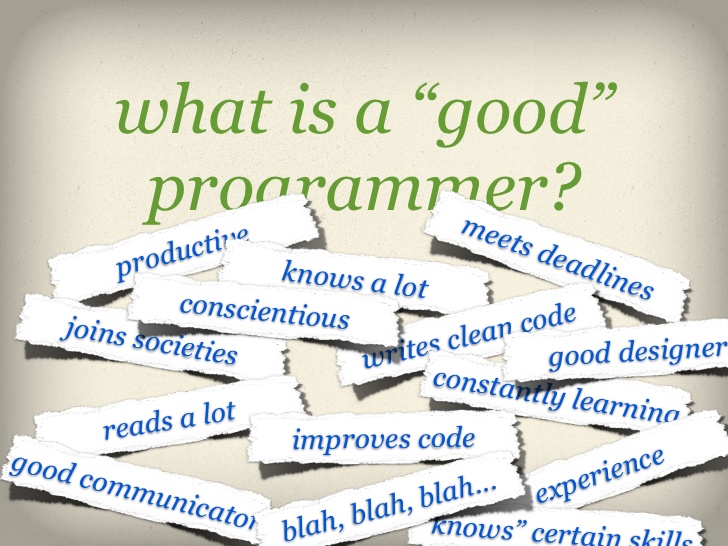 what is a “good”
programmer?
productive
meets deadlines
knows a lot
conscientious
joins societies
writes clean code
good designer
constantly learning
reads a lot
improves code
good communicator
experience
blah, blah, blah...
knows” certain skills